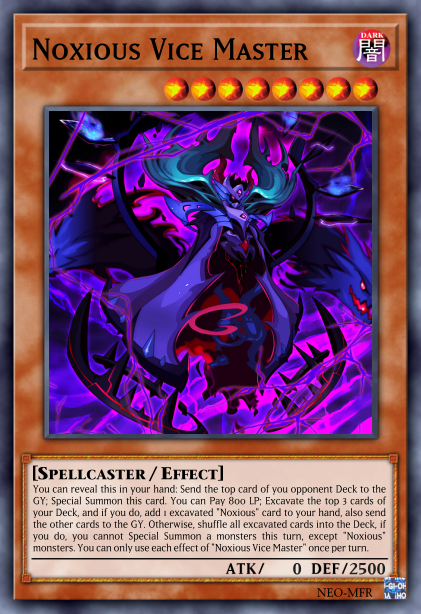 NOXIOUS VICE MASTER
DARK
闇
[SPELLCASTER / EFFECT]
You can reveal this in your hand: Send the top card of you opponent Deck to the
GY; Special Summon this card. You can Pay 800 LP; Excavate the top 3 cards of
your Deck, and if you do, add 1 excavated "Noxious" card to your hand, also send
the other cards to the GY. Otherwise, shuffle all excavated cards into the Deck, if
you do, you cannot Special Summon a monsters this turn, except "Noxious"
monsters. You can only use each effect of "Noxious Vice Master" once per turn.
ATK/ 0 DEF/2500
NEO-MFR